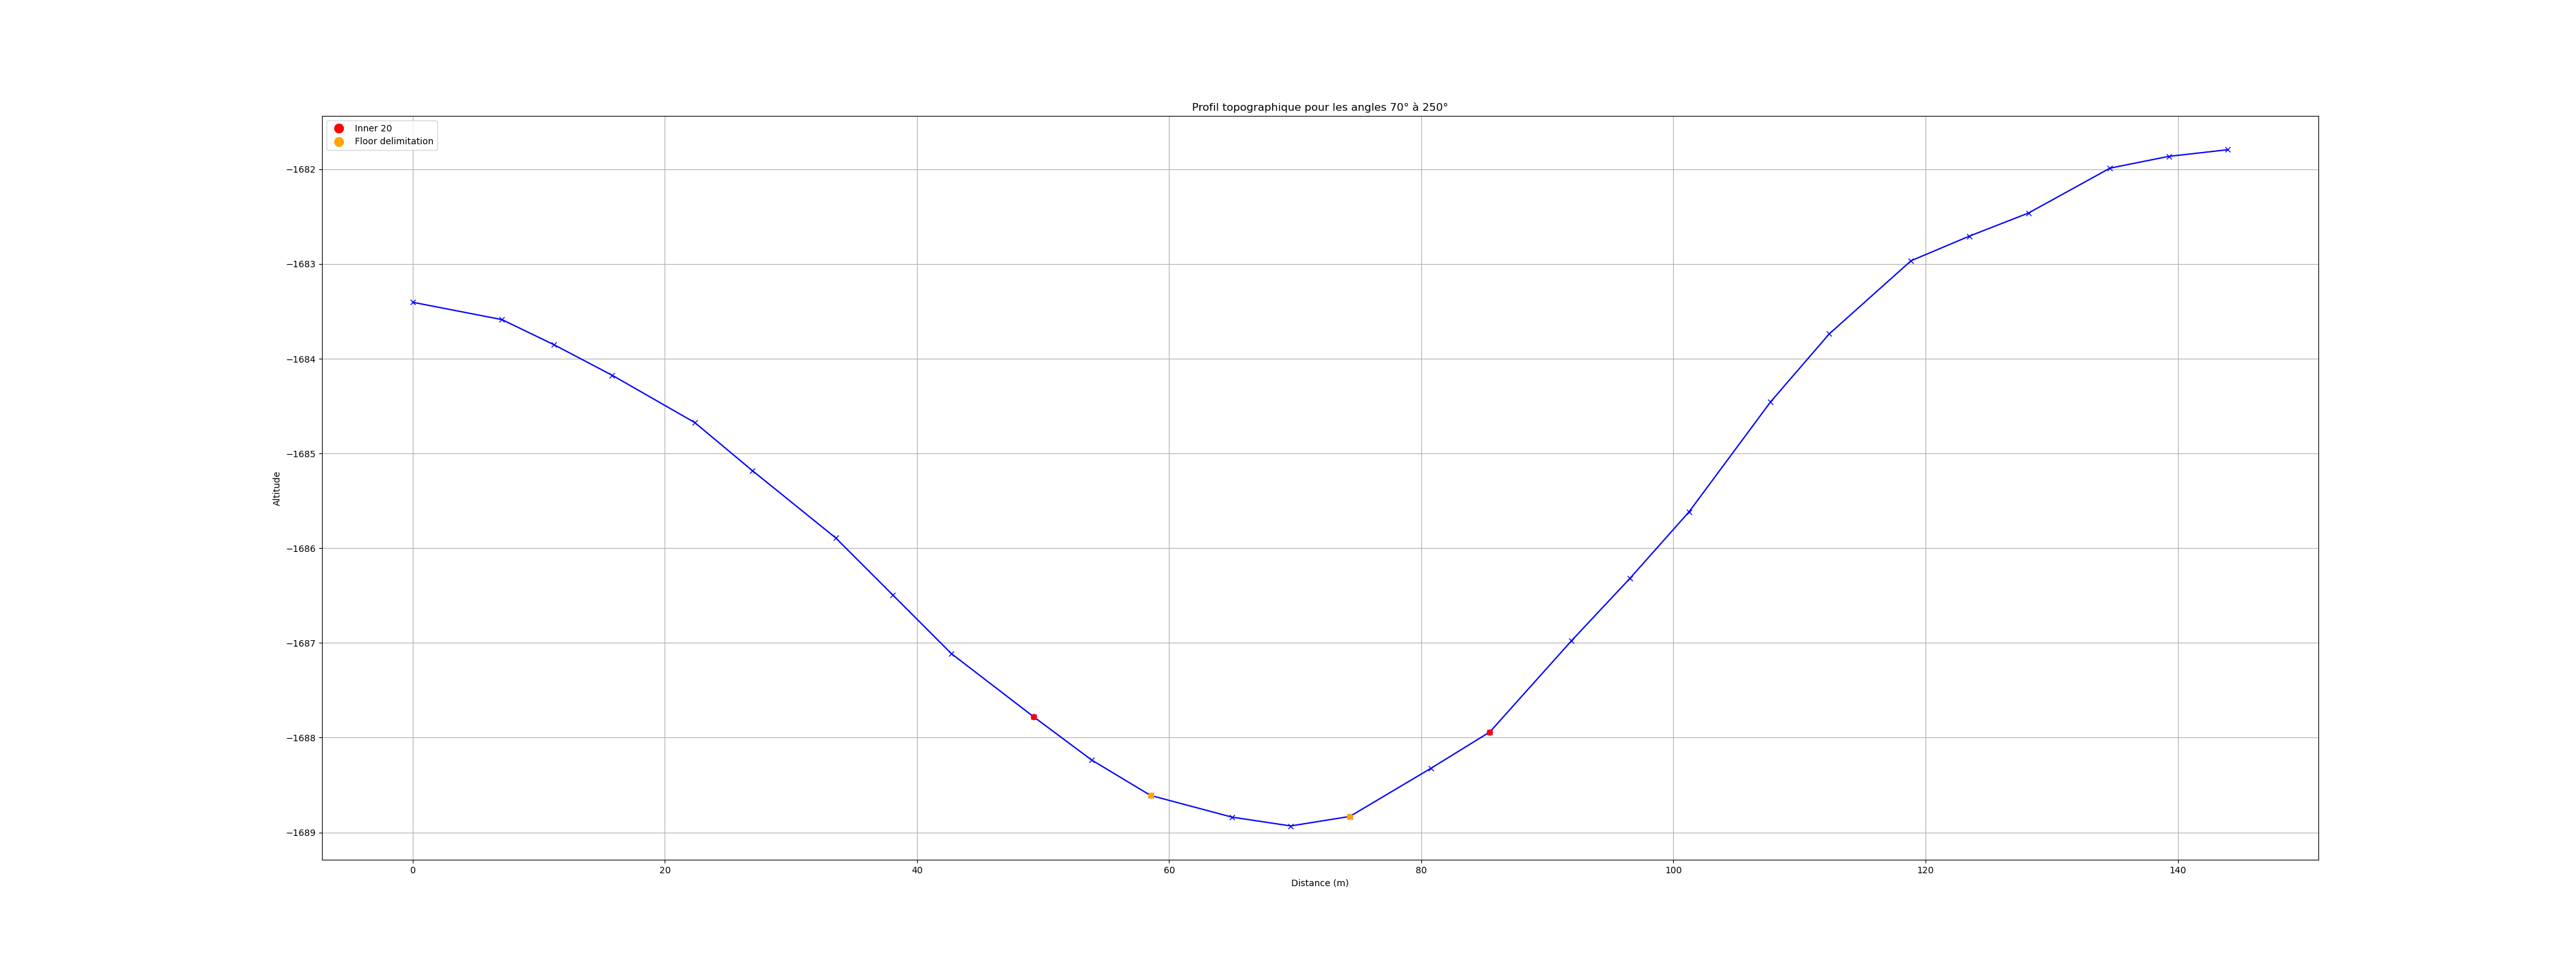 Profil topographique pour les angles 70° à 250°
Inner 20
Floor delimitation
Altitude
−1682
−1683
−1684
−1685
−1686
−1687
−1688
−1689
0 20 40 60 80 100 120 140
Distance (m)